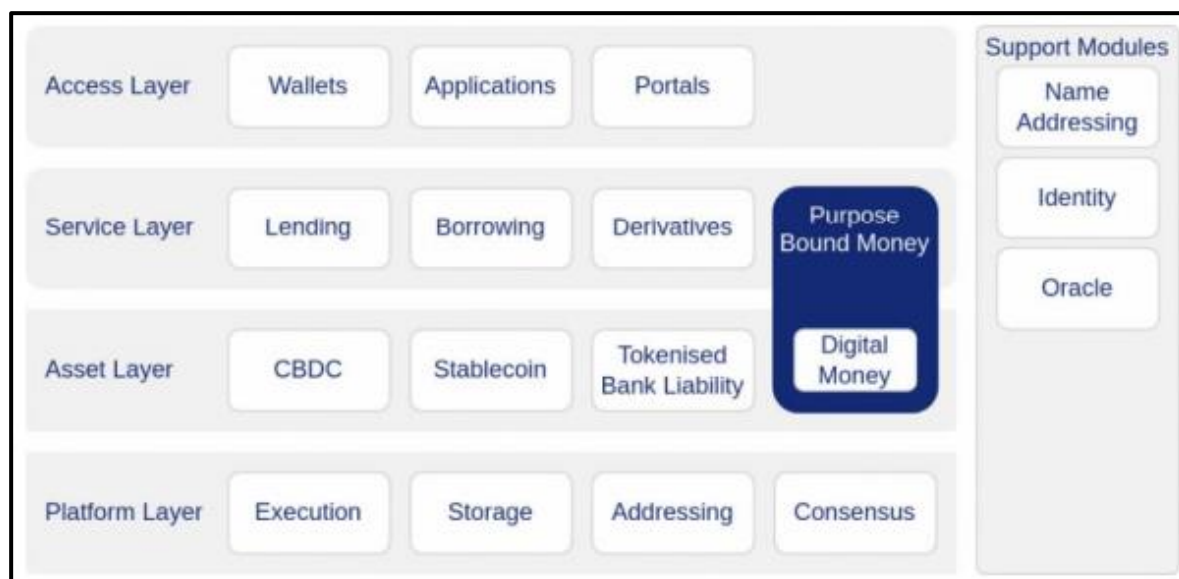 Access Layer
Wallets
Applications
Portals
Service Layer
Lending
Borrowing
Derivatives
Purpose
Bound Money
Asset Layer
CBDC
Stablecoin
Tokenised
Bank Liability
Digital
Money
Platform Layer
Execution
Storage
Addressing
Consensus
Support Modules
Name
Addressing
Identity
Oracle